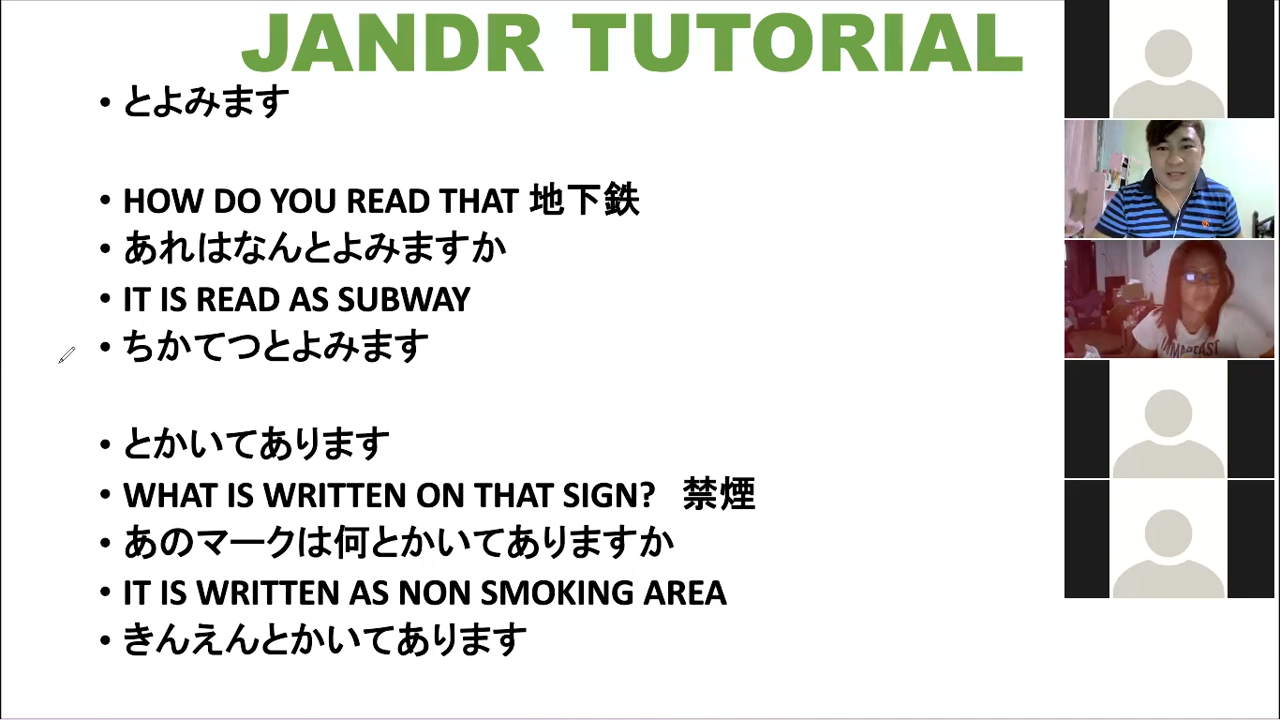 JANDR TUTORIAL
• とよみます
• HOW DO YOU READ THAT 地下鉄
• あれはなんとよみますか
• IT IS READ AS SUBWAY
• ちかてつとよみます
• とかいてあります
• WHAT IS WRITTEN ON THAT SIGN? 禁煙
• あのマークは何とかいてありますか
• IT IS WRITTEN AS NON SMOKING AREA
• きんえんとかいてあります